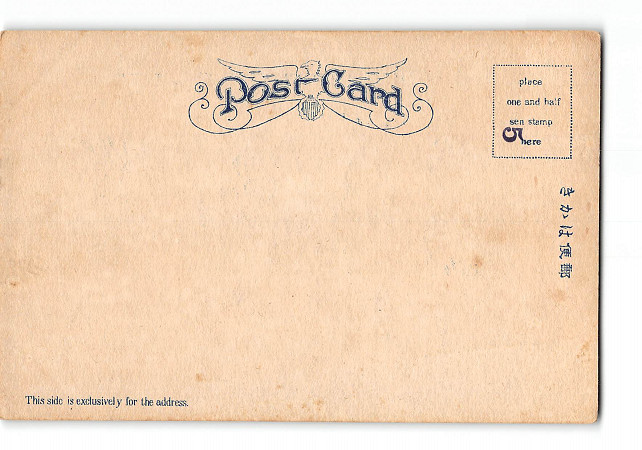 Post Card
place
one and half
sen stamp
here
5
郵便はかき
This side is exclusively for the address.